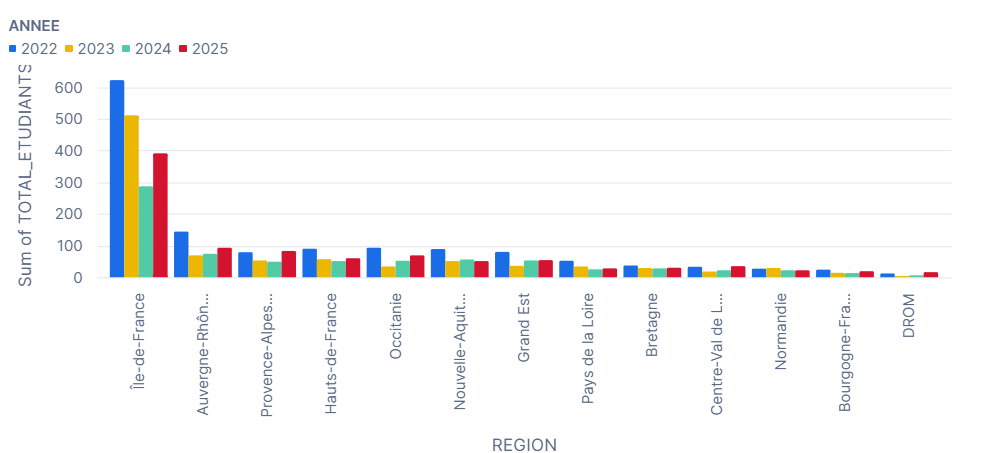 ANNEE
2022 2023 2024 2025
Sum of TOTAL_ETUDIANTS
600
500
400
300
200
100
0
Île-de-France
Auvergne-Rhôn...
Provence-Alpes...
Hauts-de-France
Occitanie
Nouvelle-Aquit...
Grand Est
Pays de la Loire
Bretagne
Centre-Val de L...
Normandie
Bourgogne-Fra...
DROM
REGION